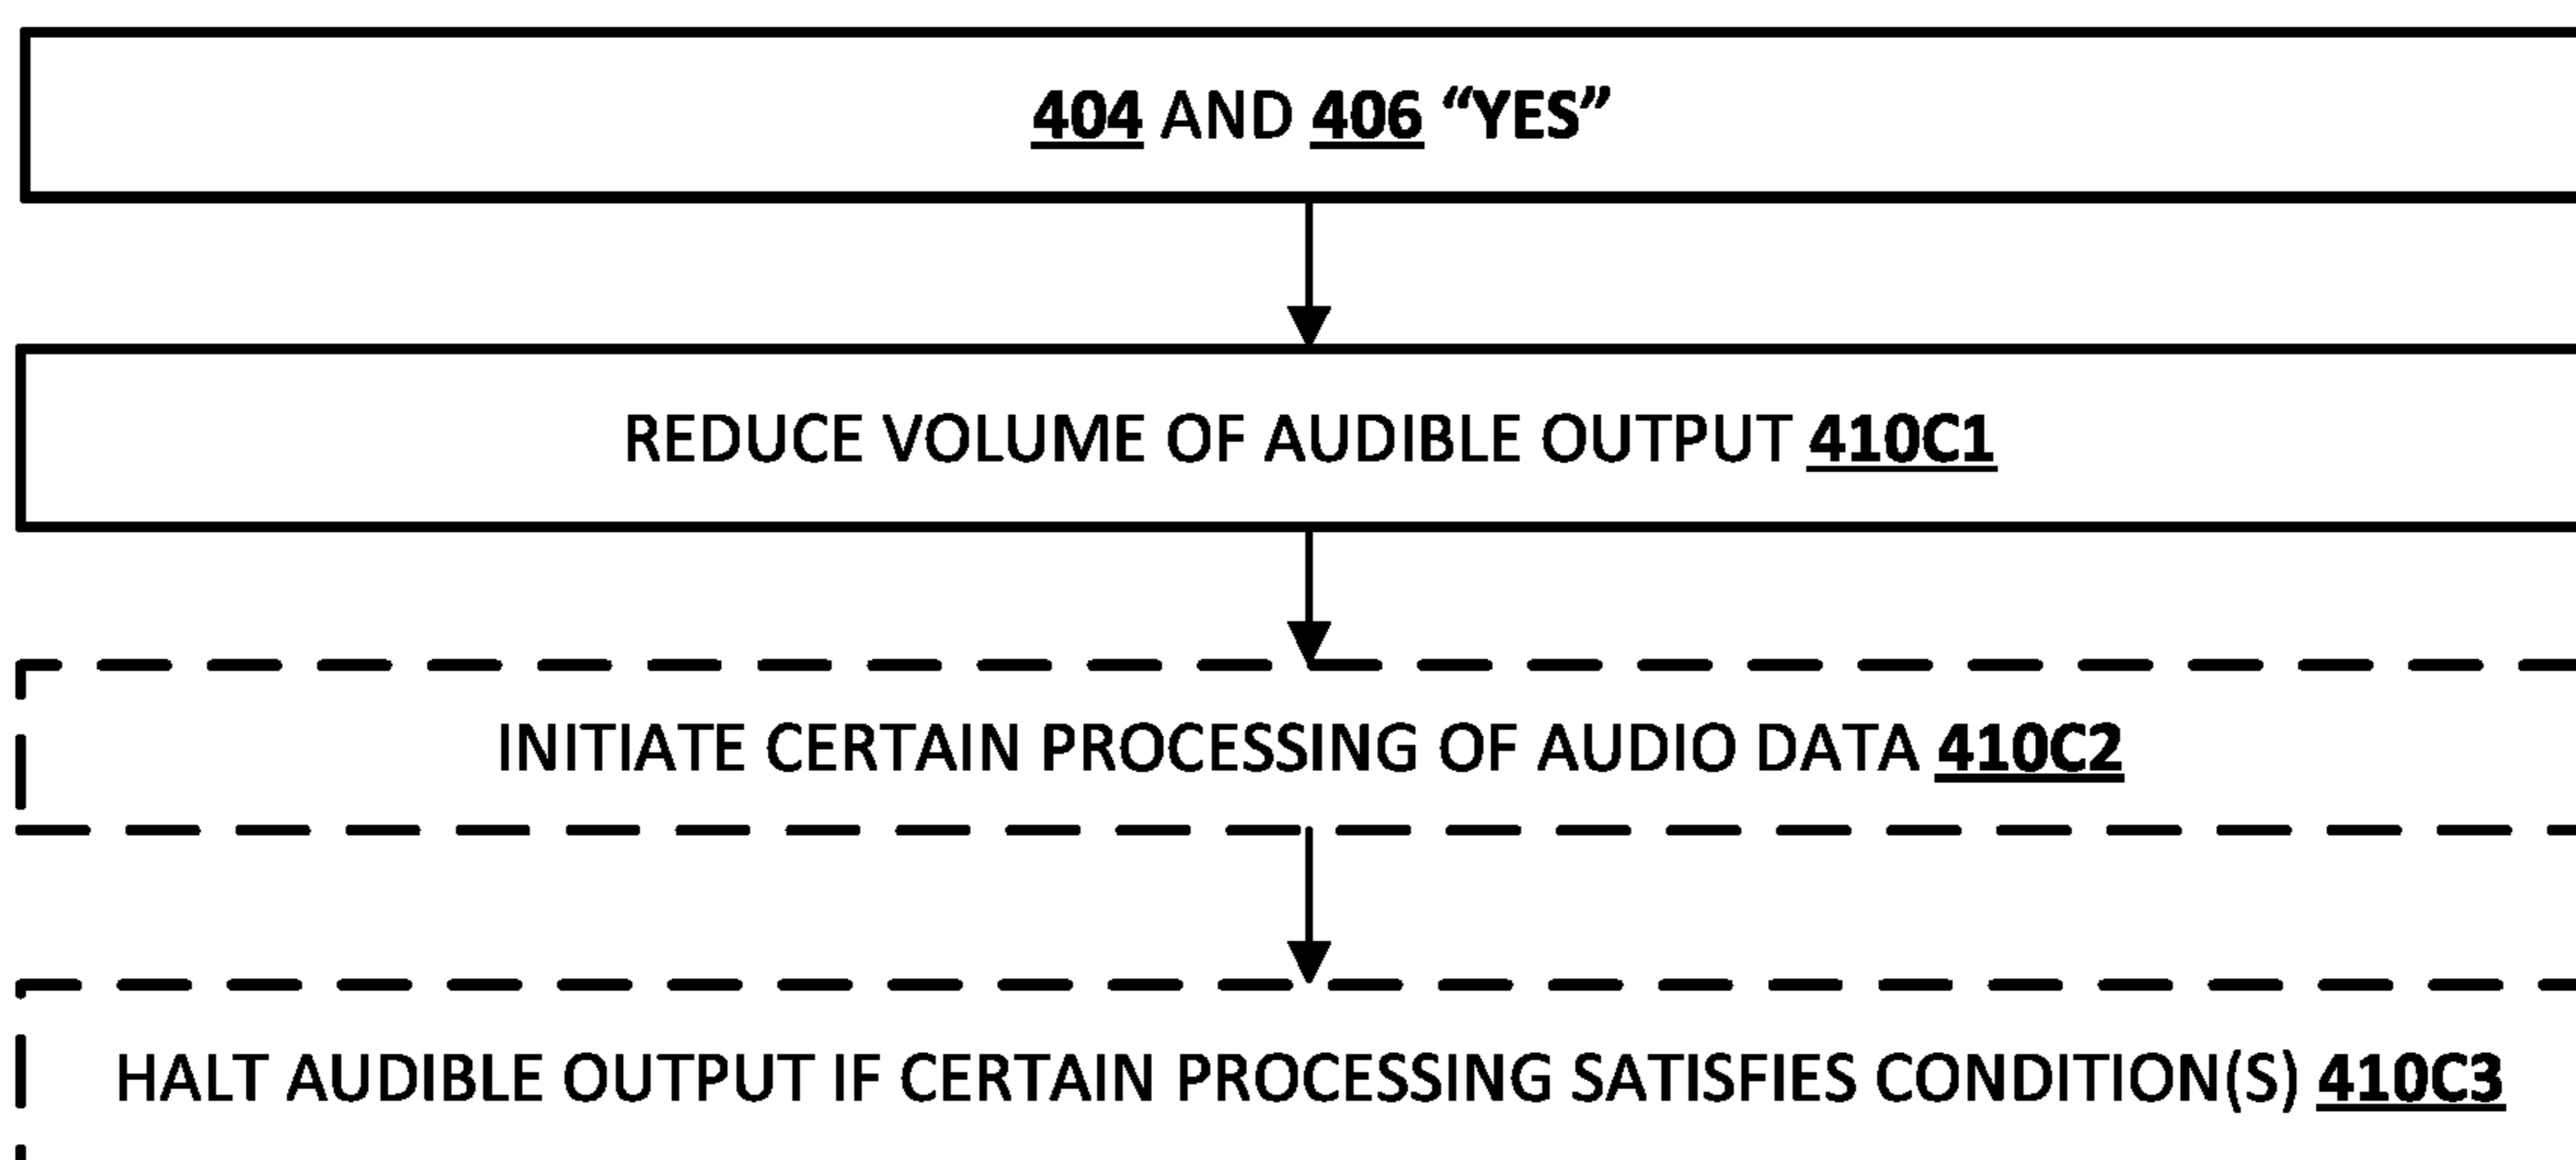 404 AND 406 “YES”
REDUCE VOLUME OF AUDIBLE OUTPUT 410C1
INITIATE CERTAIN PROCESSING OF AUDIO DATA 410C2
HALT AUDIBLE OUTPUT IF CERTAIN PROCESSING SATISFIES CONDITION(S) 410C3